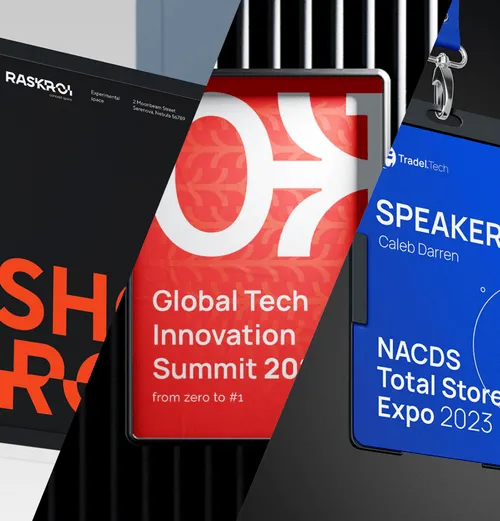 RASKROI
Experimental
space
2 Moonbeam Street
Serenova, Nebula 56789
SH
RO
Global Tech
Innovation
Summit 20
from zero to #1
Tradel.Tech
SPEAKER
Caleb Darren
NACDS
Total Store
Expo 2023